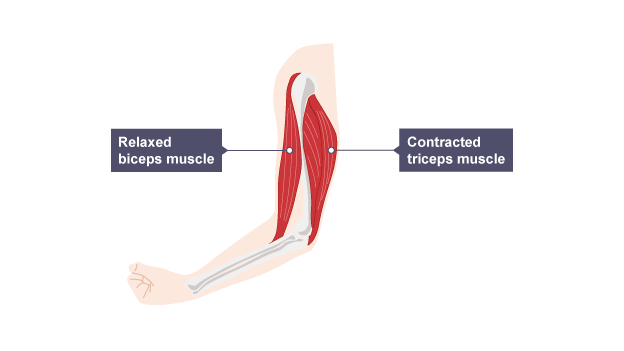 Relaxed
biceps muscle
Contracted
triceps muscle